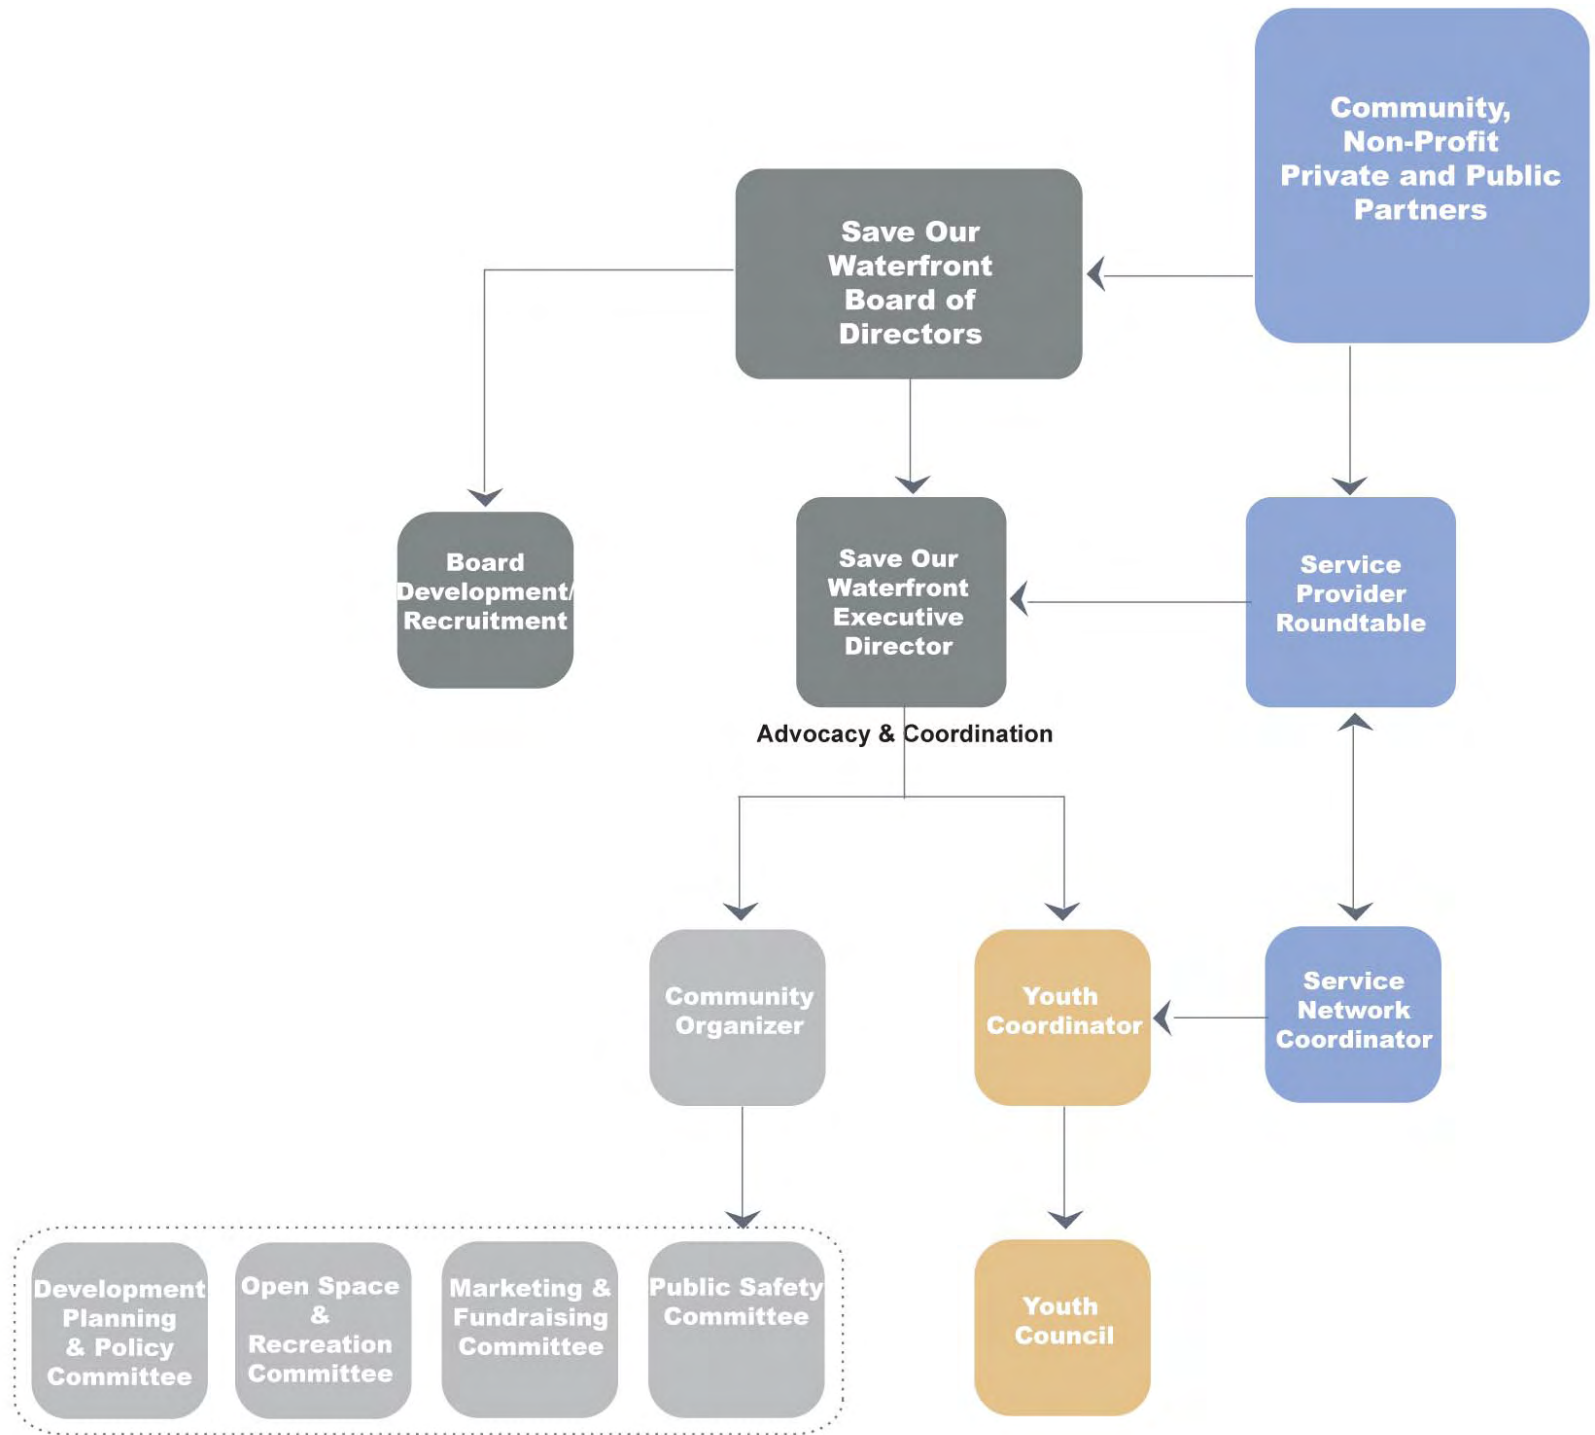 Community,
Non-Profit
Private and Public
Partners
Save Our
Waterfront
Board of
Directors
Board
Development/
Recruitment
Save Our
Waterfront
Executive
Director
Service
Provider
Roundtable
Advocacy & Coordination
Community
Organizer
Youth
Coordinator
Service
Network
Coordinator
Development
Planning
& Policy
Committee
Open Space
&
Recreation
Committee
Marketing &
Fundraising
Committee
Public Safety
Committee
Youth
Council